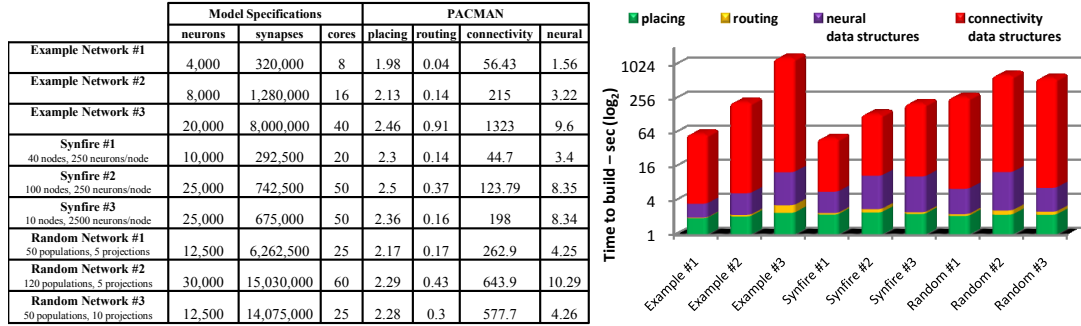 Model Specifications PACMAN
neurons synapses cores placing routing connectivity neural
Example Network #1
4,000 320,000 8 1.98 0.04 56.43 1.56
Example Network #2
8,000 1,280,000 16 2.13 0.14 215 3.22
Example Network #3
20,000 8,000,000 40 2.46 0.91 1323 9.6
Synfire #1
40 nodes, 250 neurons/node 10,000 292,500 20 2.3 0.14 44.7 3.4
Synfire #2
100 nodes, 250 neurons/node 25,000 742,500 50 2.5 0.37 123.79 8.35
Synfire #3
10 nodes, 2500 neurons/node 25,000 675,000 50 2.36 0.16 198 8.34
Random Network #1
50 populations, 5 projections 12,500 6,262,500 25 2.17 0.17 262.9 4.25
Random Network #2
120 populations, 5 projections 30,000 15,030,000 60 2.29 0.43 643.9 10.29
Random Network #3
50 populations, 10 projections 12,500 14,075,000 25 2.28 0.3 577.7 4.26
placing routing neural connectivity
data structures data structures
Time to build – sec (log2)
1024
256
64
16
4
1
Example #1
Example #2
Example #3
Synfire #1
Synfire #2
Synfire #3
Random #1
Random #2
Random #3